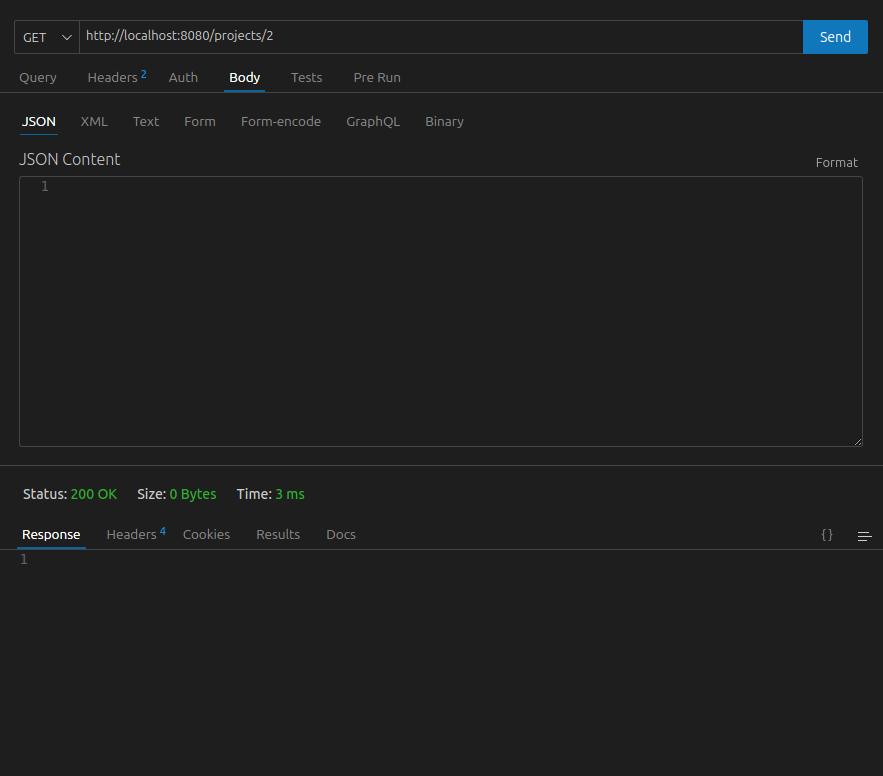 GET http://localhost:8080/projects/2 Send
Query Headers 2 Auth Body Tests Pre Run
JSON XML Text Form Form-encode GraphQL Binary
JSON Content Format
1
Status: 200 OK Size: 0 Bytes Time: 3 ms
Response Headers 4 Cookies Results Docs {}
1